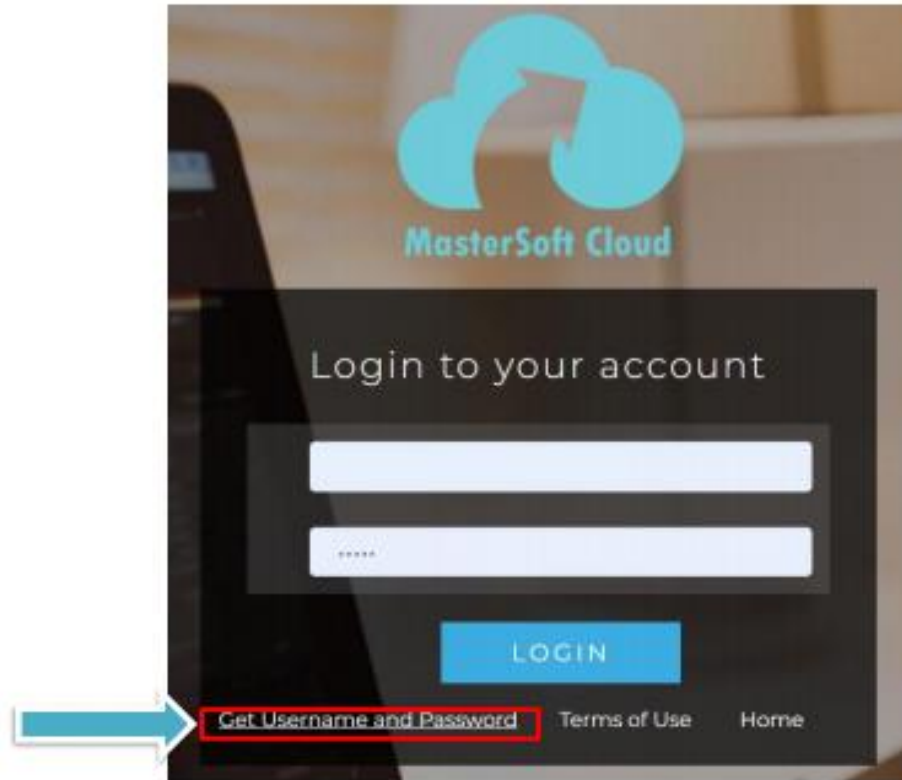 MasterSoft Cloud
Login to your account
.....
LOGIN
Get Username and Password Terms of Use Home